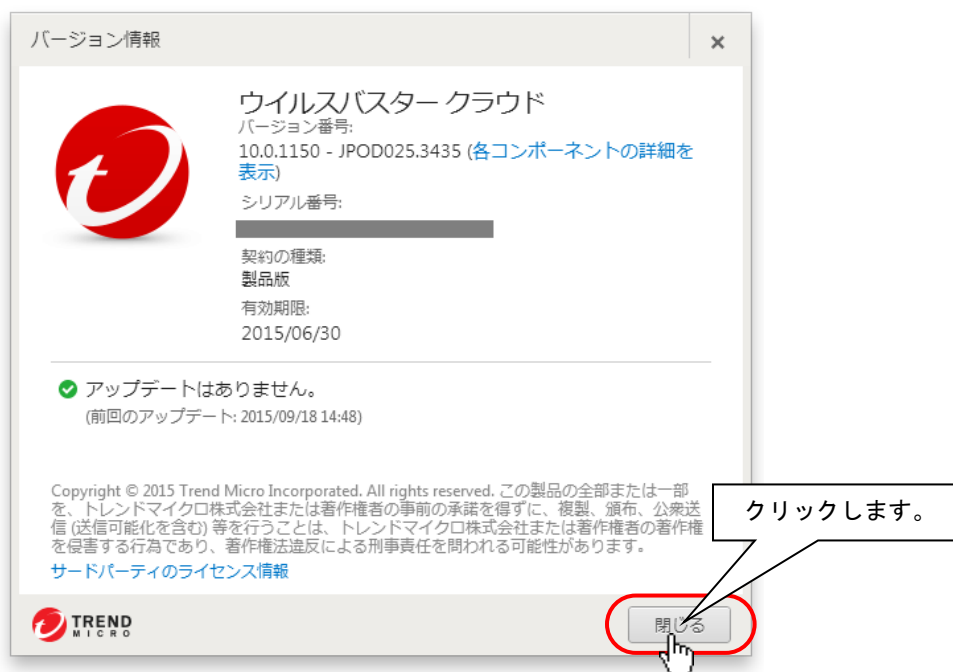 バージョン情報
ウイルスバスター クラウド
バージョン番号:
10.0.1150 - JPOD025.3435 (各コンポーネントの詳細を
表示)
シリアル番号:
契約の種類:
製品版
有効期限:
2015/06/30
アップデートはありません。
(前回のアップデート: 2015/09/18 14:48)
Copyright © 2015 Trend Micro Incorporated. All rights reserved. この製品の全部または一部
を、トレンドマイクロ株式会社または著作権者の事前の承諾を得ずに、複製、頒布、公衆送
信 (送信可能化を含む) 等を行うことは、トレンドマイクロ株式会社または著作権者の著作権
を侵害する行為であり、著作権法違反による刑事責任を問われる可能性があります。
クリックします。
サードパーティのライセンス情報
TREND
MICRO
閉じる